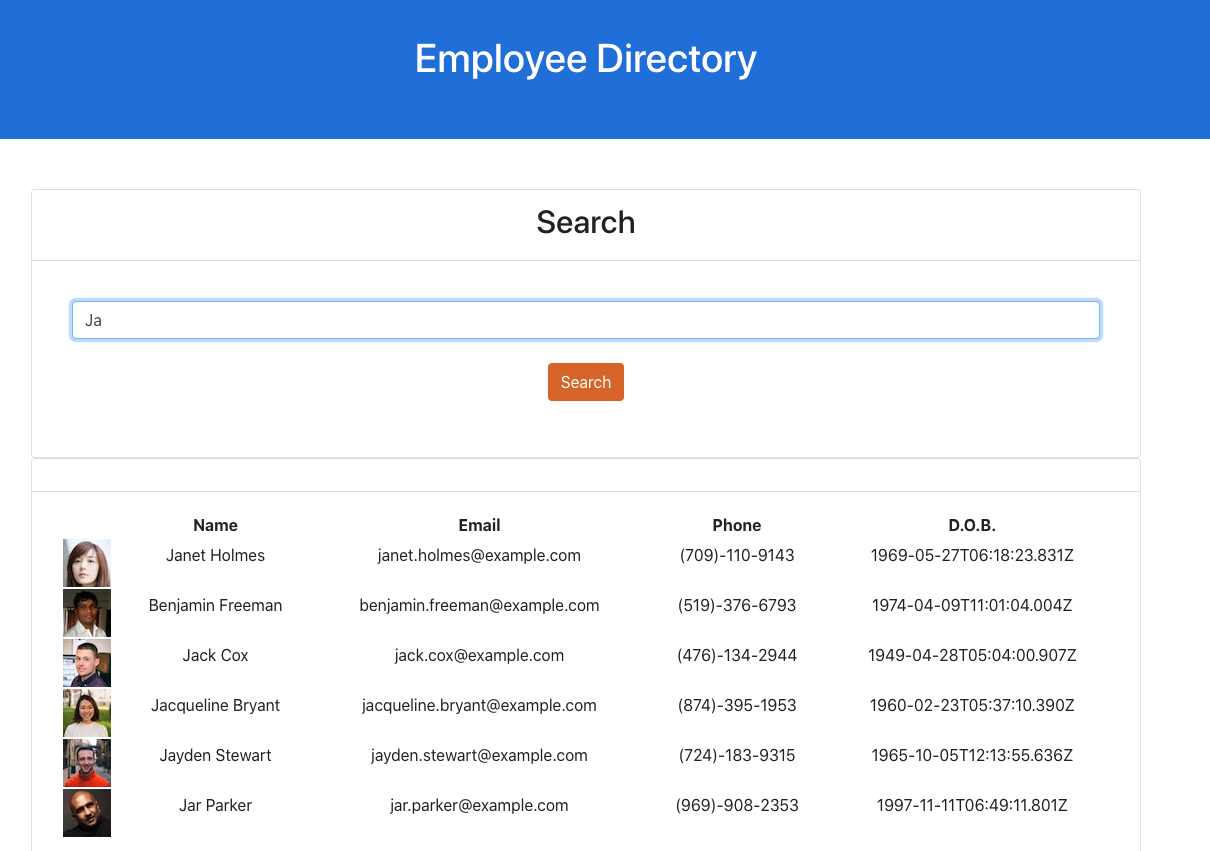 Employee Directory
Search
Ja
Search
Name Email Phone D.O.B.
Janet Holmes janet.holmes@example.com (709)-110-9143 1969-05-27T06:18:23.831Z
Benjamin Freeman benjamin.freeman@example.com (519)-376-6793 1974-04-09T11:01:04.004Z
Jack Cox jack.cox@example.com (476)-134-2944 1949-04-28T05:04:00.907Z
Jacqueline Bryant jacqueline.bryant@example.com (874)-395-1953 1960-02-23T05:37:10.390Z
Jayden Stewart jayden.stewart@example.com (724)-183-9315 1965-10-05T12:13:55.636Z
Jar Parker jar.parker@example.com (969)-908-2353 1997-11-11T06:49:11.801Z